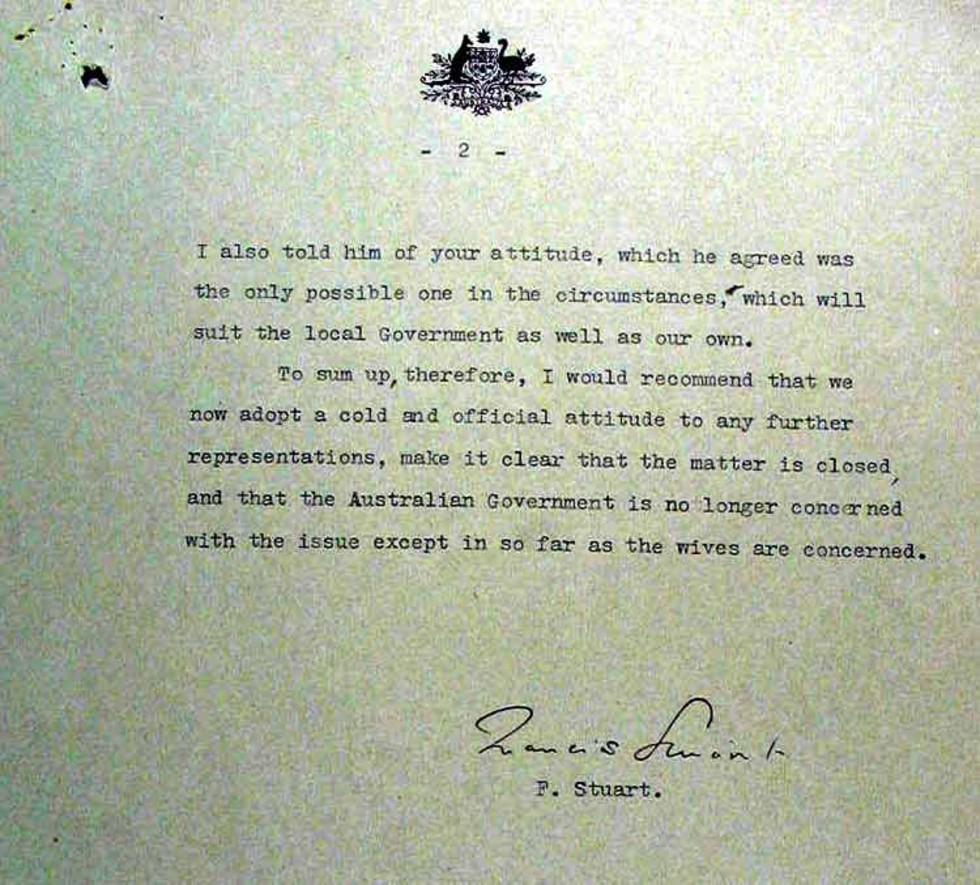 - 2 -
I also told him of your attitude, which he agreed was
the only possible one in the circumstances, which will
suit the local Government as well as our own.
To sum up, therefore, I would recommend that we
now adopt a cold and official attitude to any further
representations, make it clear that the matter is closed,
and that the Australian Government is no longer concerned
with the issue except in so far as the wives are concerned.
Francis Stuart
F. Stuart.